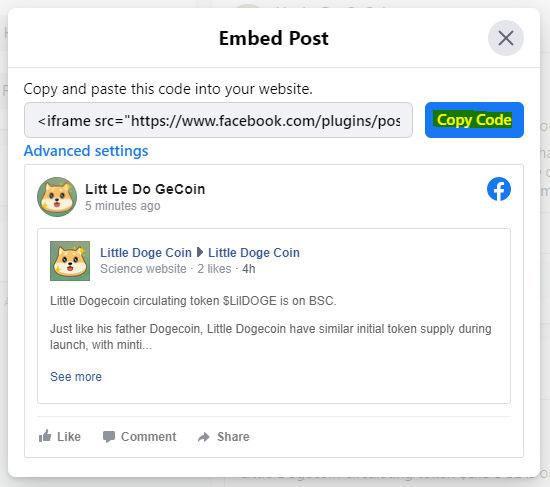 Embed Post
Copy and paste this code into your website.
<iframe src="https://www.facebook.com/plugins/pos
Copy Code
Advanced settings
Litt Le Do GeCoin
5 minutes ago
Little Doge Coin Little Doge Coin
Science website · 2 likes · 4h
Little Dogecoin circulating token $LilDOGE is on BSC.
Just like his father Dogecoin, Little Dogecoin have similar initial token supply during
launch, with minti...
See more
Like Comment Share